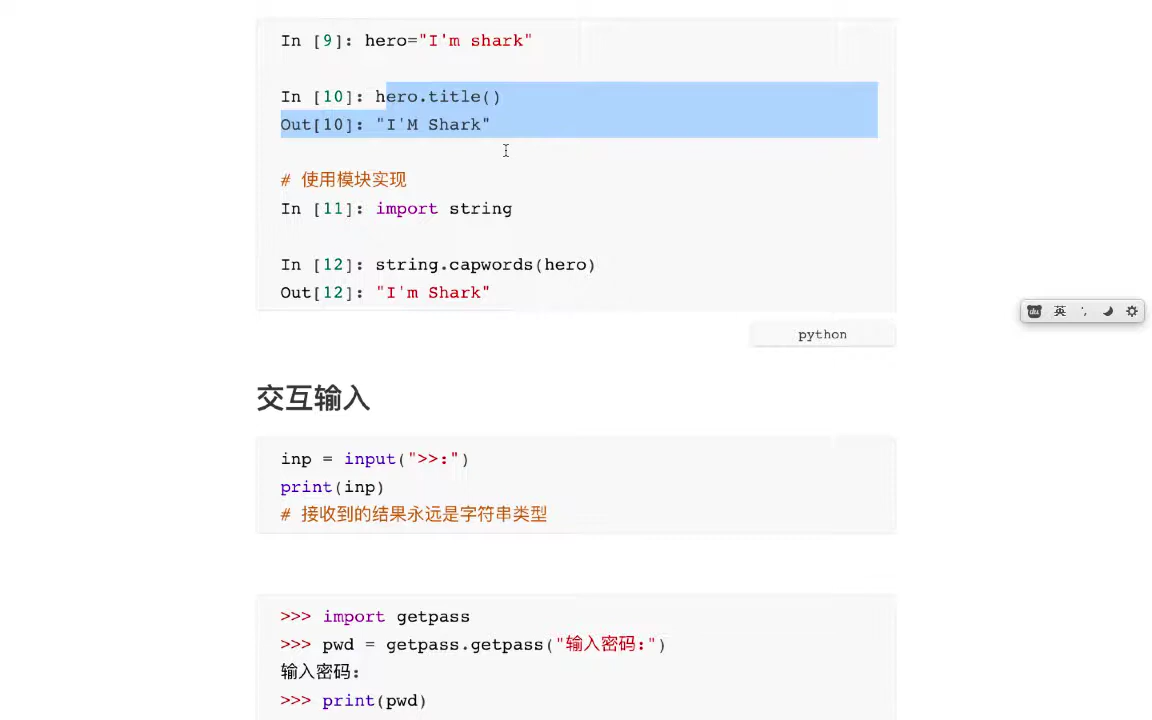 In [9]: hero="I'm shark"
In [10]: hero.title()
Out[10]: "I'M Shark"
# 使用模块实现
In [11]: import string
In [12]: string.capwords(hero)
Out[12]: "I'm Shark"
python
英
交互输入
inp = input(">>:")
print(inp)
# 接收到的结果永远是字符串类型
>>> import getpass
>>> pwd = getpass.getpass("输入密码:")
输入密码:
>>> print(pwd)